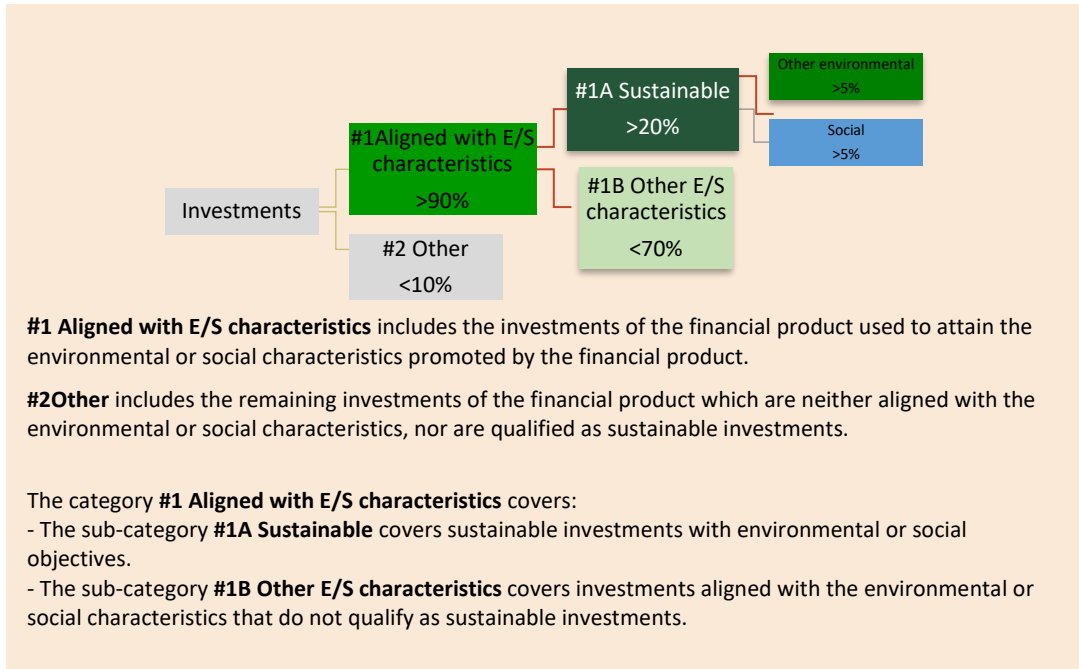 Other environmental
>5%
#1A Sustainable
>20%
Social
>5%
#1Aligned with E/S
characteristics
>90%
#1B Other E/S
characteristics
<70%
Investments
#2 Other
<10%
#1 Aligned with E/S characteristics includes the investments of the financial product used to attain the
environmental or social characteristics promoted by the financial product.
#2Other includes the remaining investments of the financial product which are neither aligned with the
environmental or social characteristics, nor are qualified as sustainable investments.
The category #1 Aligned with E/S characteristics covers:
- The sub-category #1A Sustainable covers sustainable investments with environmental or social
objectives.
- The sub-category #1B Other E/S characteristics covers investments aligned with the environmental or
social characteristics that do not qualify as sustainable investments.